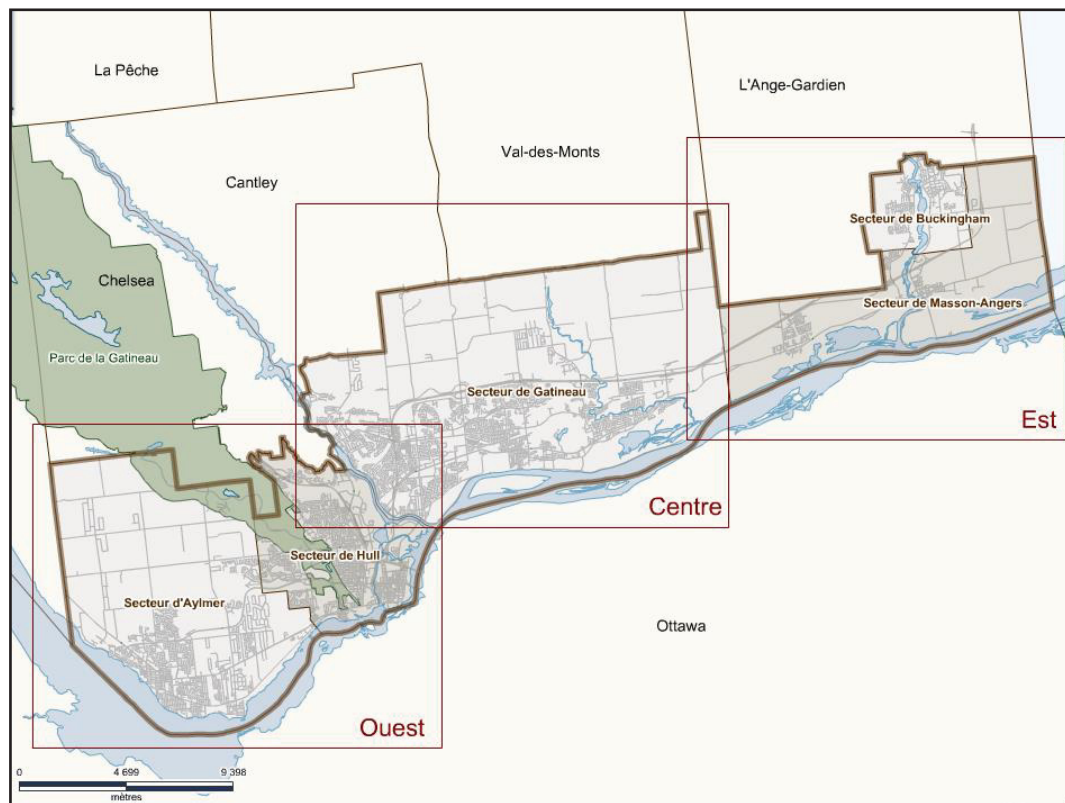 La Pêche
L'Ange-Gardien
Val-des-Monts
Cantley
Secteur de Buckingham
Chelsea
Secteur de Masson-Angers
Parc de la Gatineau
Secteur de Gatineau
Est
Centre
Secteur de Hull
Secteur d'Aylmer
Ottawa
Ouest
0 4 699 9 398
mètres